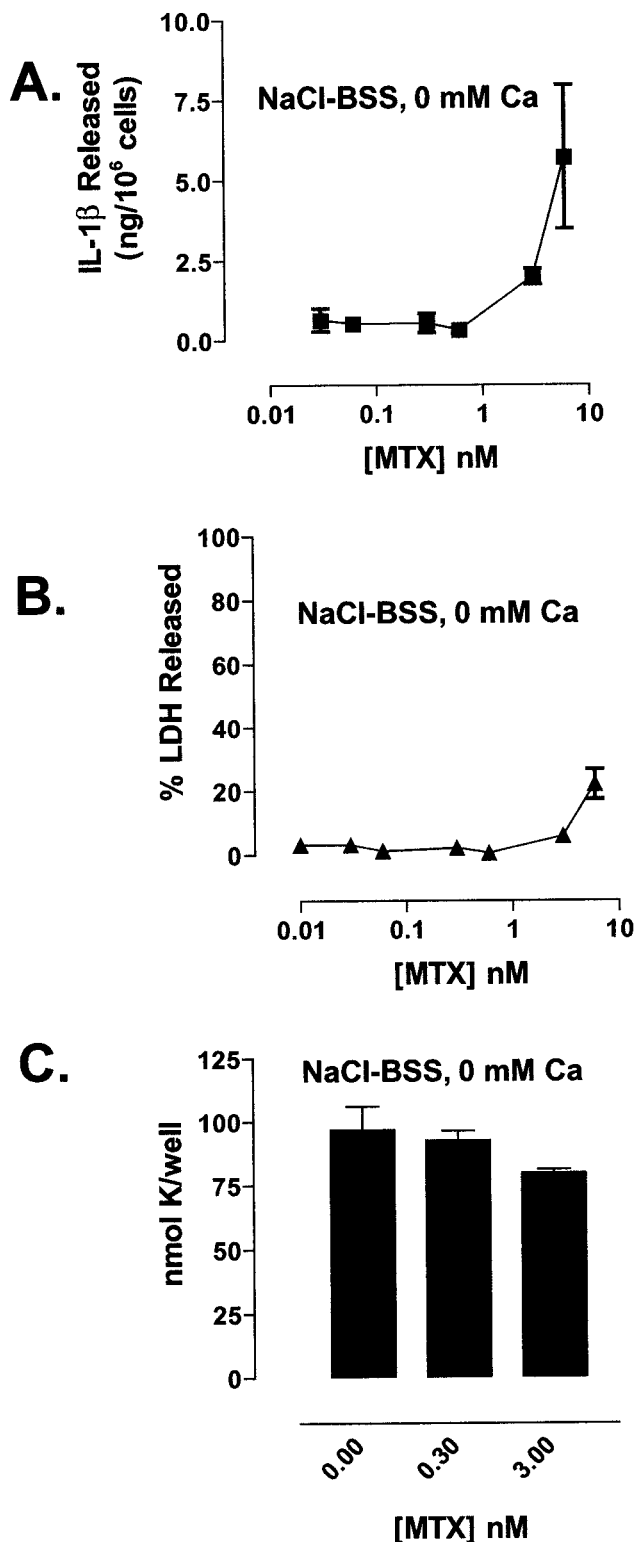 A.
IL-1β Released
(ng/10⁶ cells)
10.0
7.5
5.0
2.5
0.0
NaCl-BSS, 0 mM Ca
0.01 0.1 1 10
[MTX] nM
B.
% LDH Released
100
80
60
40
20
0
NaCl-BSS, 0 mM Ca
0.01 0.1 1 10
[MTX] nM
C.
nmol K/well
125
100
75
50
25
0
NaCl-BSS, 0 mM Ca
0.00 0.30 3.00
[MTX] nM